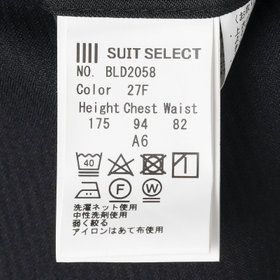 SUIT SELECT
NO. BLD2058
Color 27F
Height Chest Waist
175 94 82
A6
40
F W
洗濯ネット使用
中性洗剤使用
弱く絞る
アイロンはあて布使用